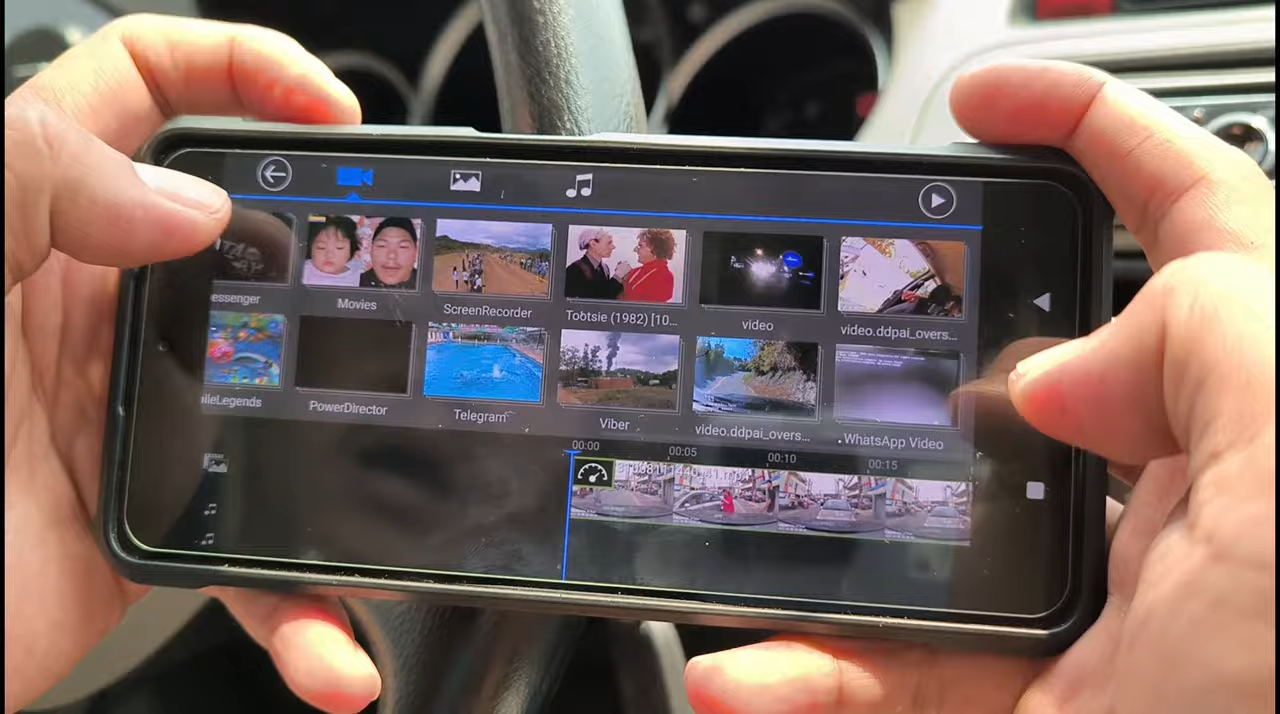 essenger
Movies
ScreenRecorder
Tobtsie (1982) [10...
video
video.ddpai_overs...
ileLegends
PowerDirector
Telegram
Viber
video.ddpai_overs...
WhatsApp Video
00:00
00:05
00:10
00:15